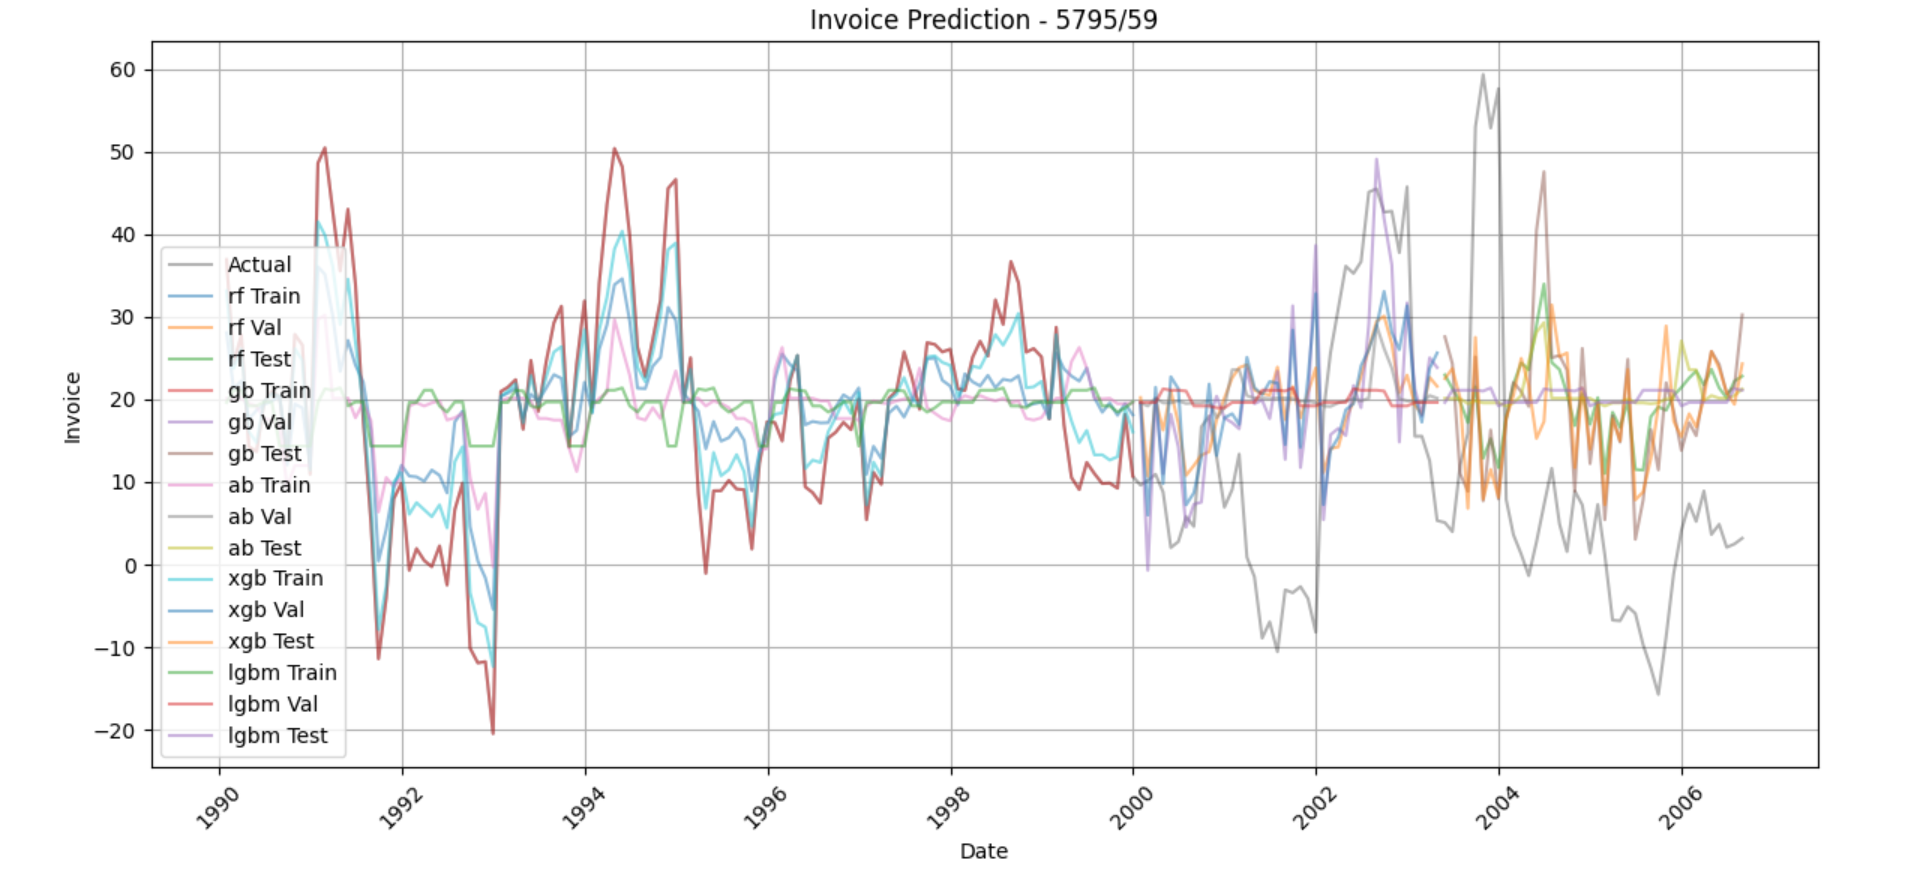 Invoice Prediction - 5795/59
60
50
40
30
20
10
0
−10
−20
Invoice
Actual
rf Train
rf Val
rf Test
gb Train
gb Val
gb Test
ab Train
ab Val
ab Test
xgb Train
xgb Val
xgb Test
lgbm Train
lgbm Val
lgbm Test
1990
1992
1994
1996
1998
2000
2002
2004
2006
Date